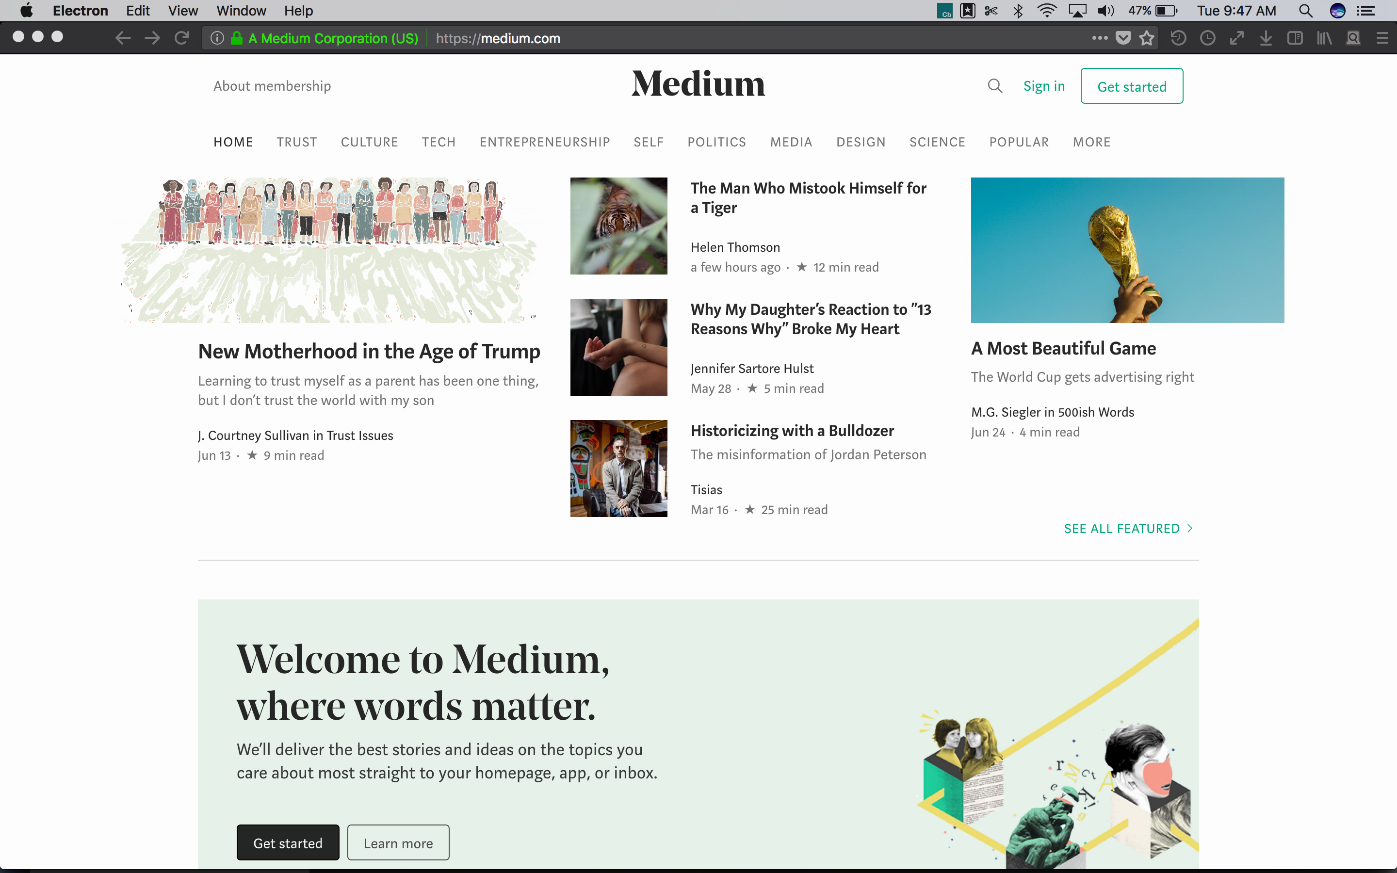 Electron Edit View Window Help
47% Tue 9:47 AM
A Medium Corporation (US) https://medium.com
About membership
Medium
Sign in
Get started
HOME TRUST CULTURE TECH ENTREPRENEURSHIP SELF POLITICS MEDIA DESIGN SCIENCE POPULAR MORE
New Motherhood in the Age of Trump
Learning to trust myself as a parent has been one thing,
but I don’t trust the world with my son
J. Courtney Sullivan in Trust Issues
Jun 13 · ★ 9 min read
The Man Who Mistook Himself for
a Tiger
Helen Thomson
a few hours ago · ★ 12 min read
Why My Daughter’s Reaction to “13
Reasons Why” Broke My Heart
Jennifer Sartore Hulst
May 28 · ★ 5 min read
Historicizing with a Bulldozer
The misinformation of Jordan Peterson
Tisias
Mar 16 · ★ 25 min read
A Most Beautiful Game
The World Cup gets advertising right
M.G. Siegler in 500ish Words
Jun 24 · 4 min read
SEE ALL FEATURED
Welcome to Medium,
where words matter.
We’ll deliver the best stories and ideas on the topics you
care about most straight to your homepage, app, or inbox.
Get started
Learn more